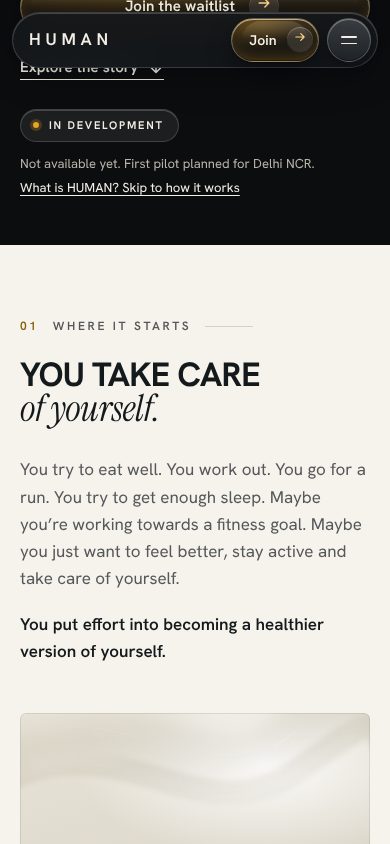 Join the waitlist
HUMAN
Join
Explore the story
IN DEVELOPMENT
Not available yet. First pilot planned for Delhi NCR.
What is HUMAN? Skip to how it works
01 WHERE IT STARTS
YOU TAKE CARE
of yourself.
You try to eat well. You work out. You go for a
run. You try to get enough sleep. Maybe
you’re working towards a fitness goal. Maybe
you just want to feel better, stay active and
take care of yourself.
You put effort into becoming a healthier
version of yourself.